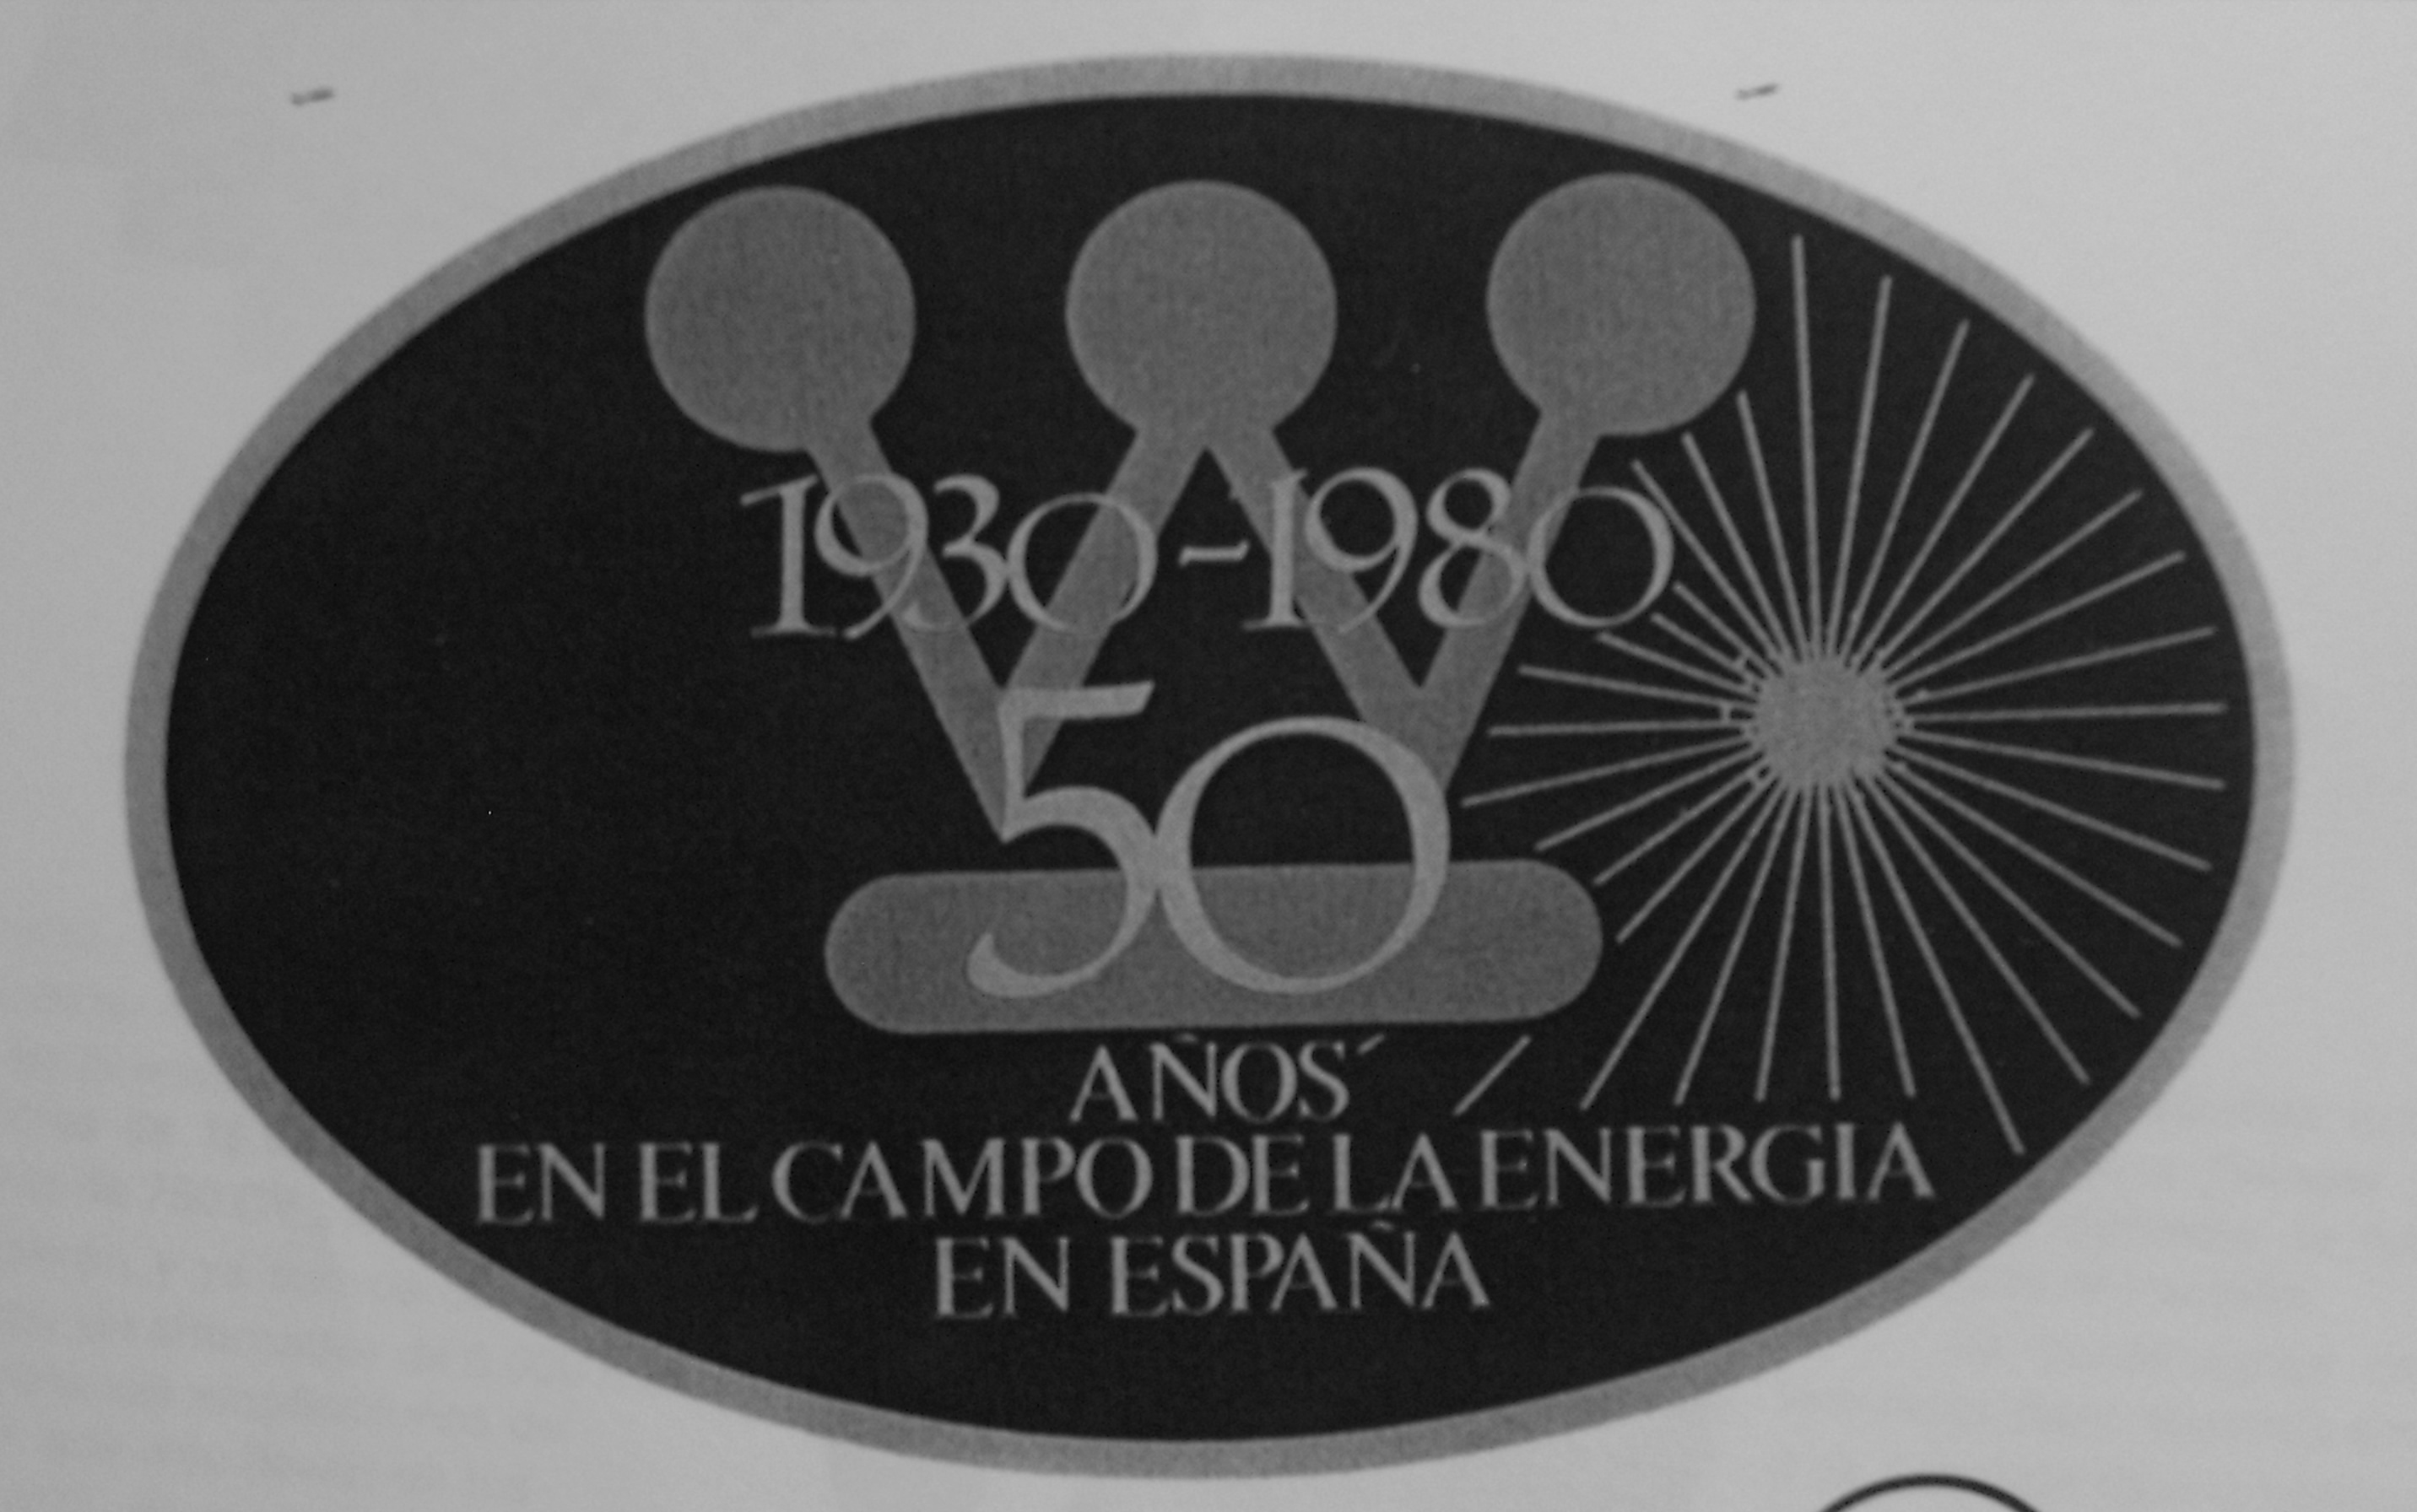 1930-1980
50
AÑOS
EN EL CAMPO DE LA ENERGIA
EN ESPAÑA